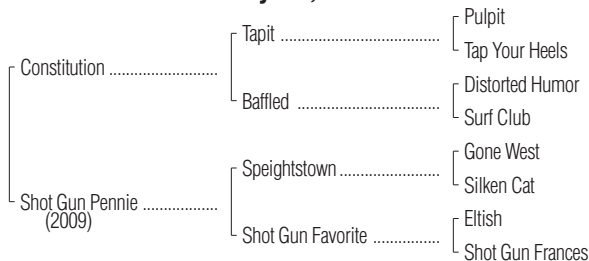 Pulpit
Tapit ................................
Tap Your Heels
Constitution ......................
Distorted Humor
Baffled ................................
Surf Club
Gone West
Speightstown ....................
Silken Cat
Shot Gun Pennie ...............
(2009)
Eltish
Shot Gun Favorite .............
Shot Gun Frances